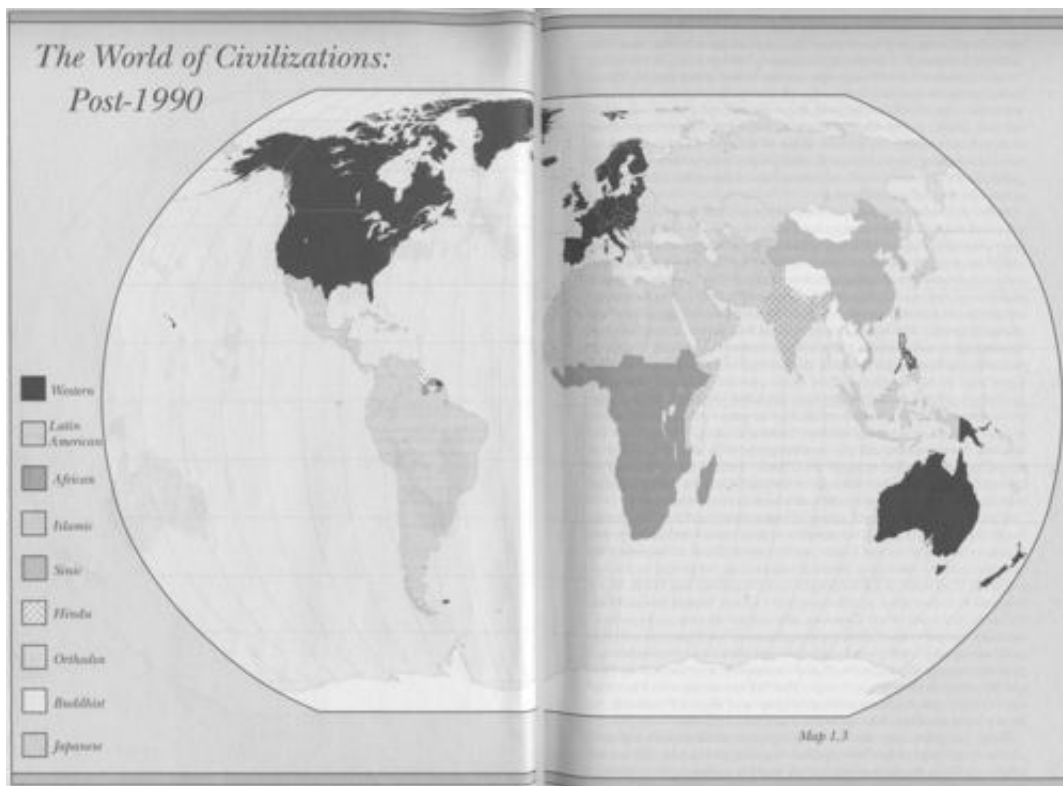 The World of Civilizations:
Post-1990
Western
Latin
American
African
Islamic
Sinic
Hindu
Orthodox
Buddhist
Japanese
Map 1.3